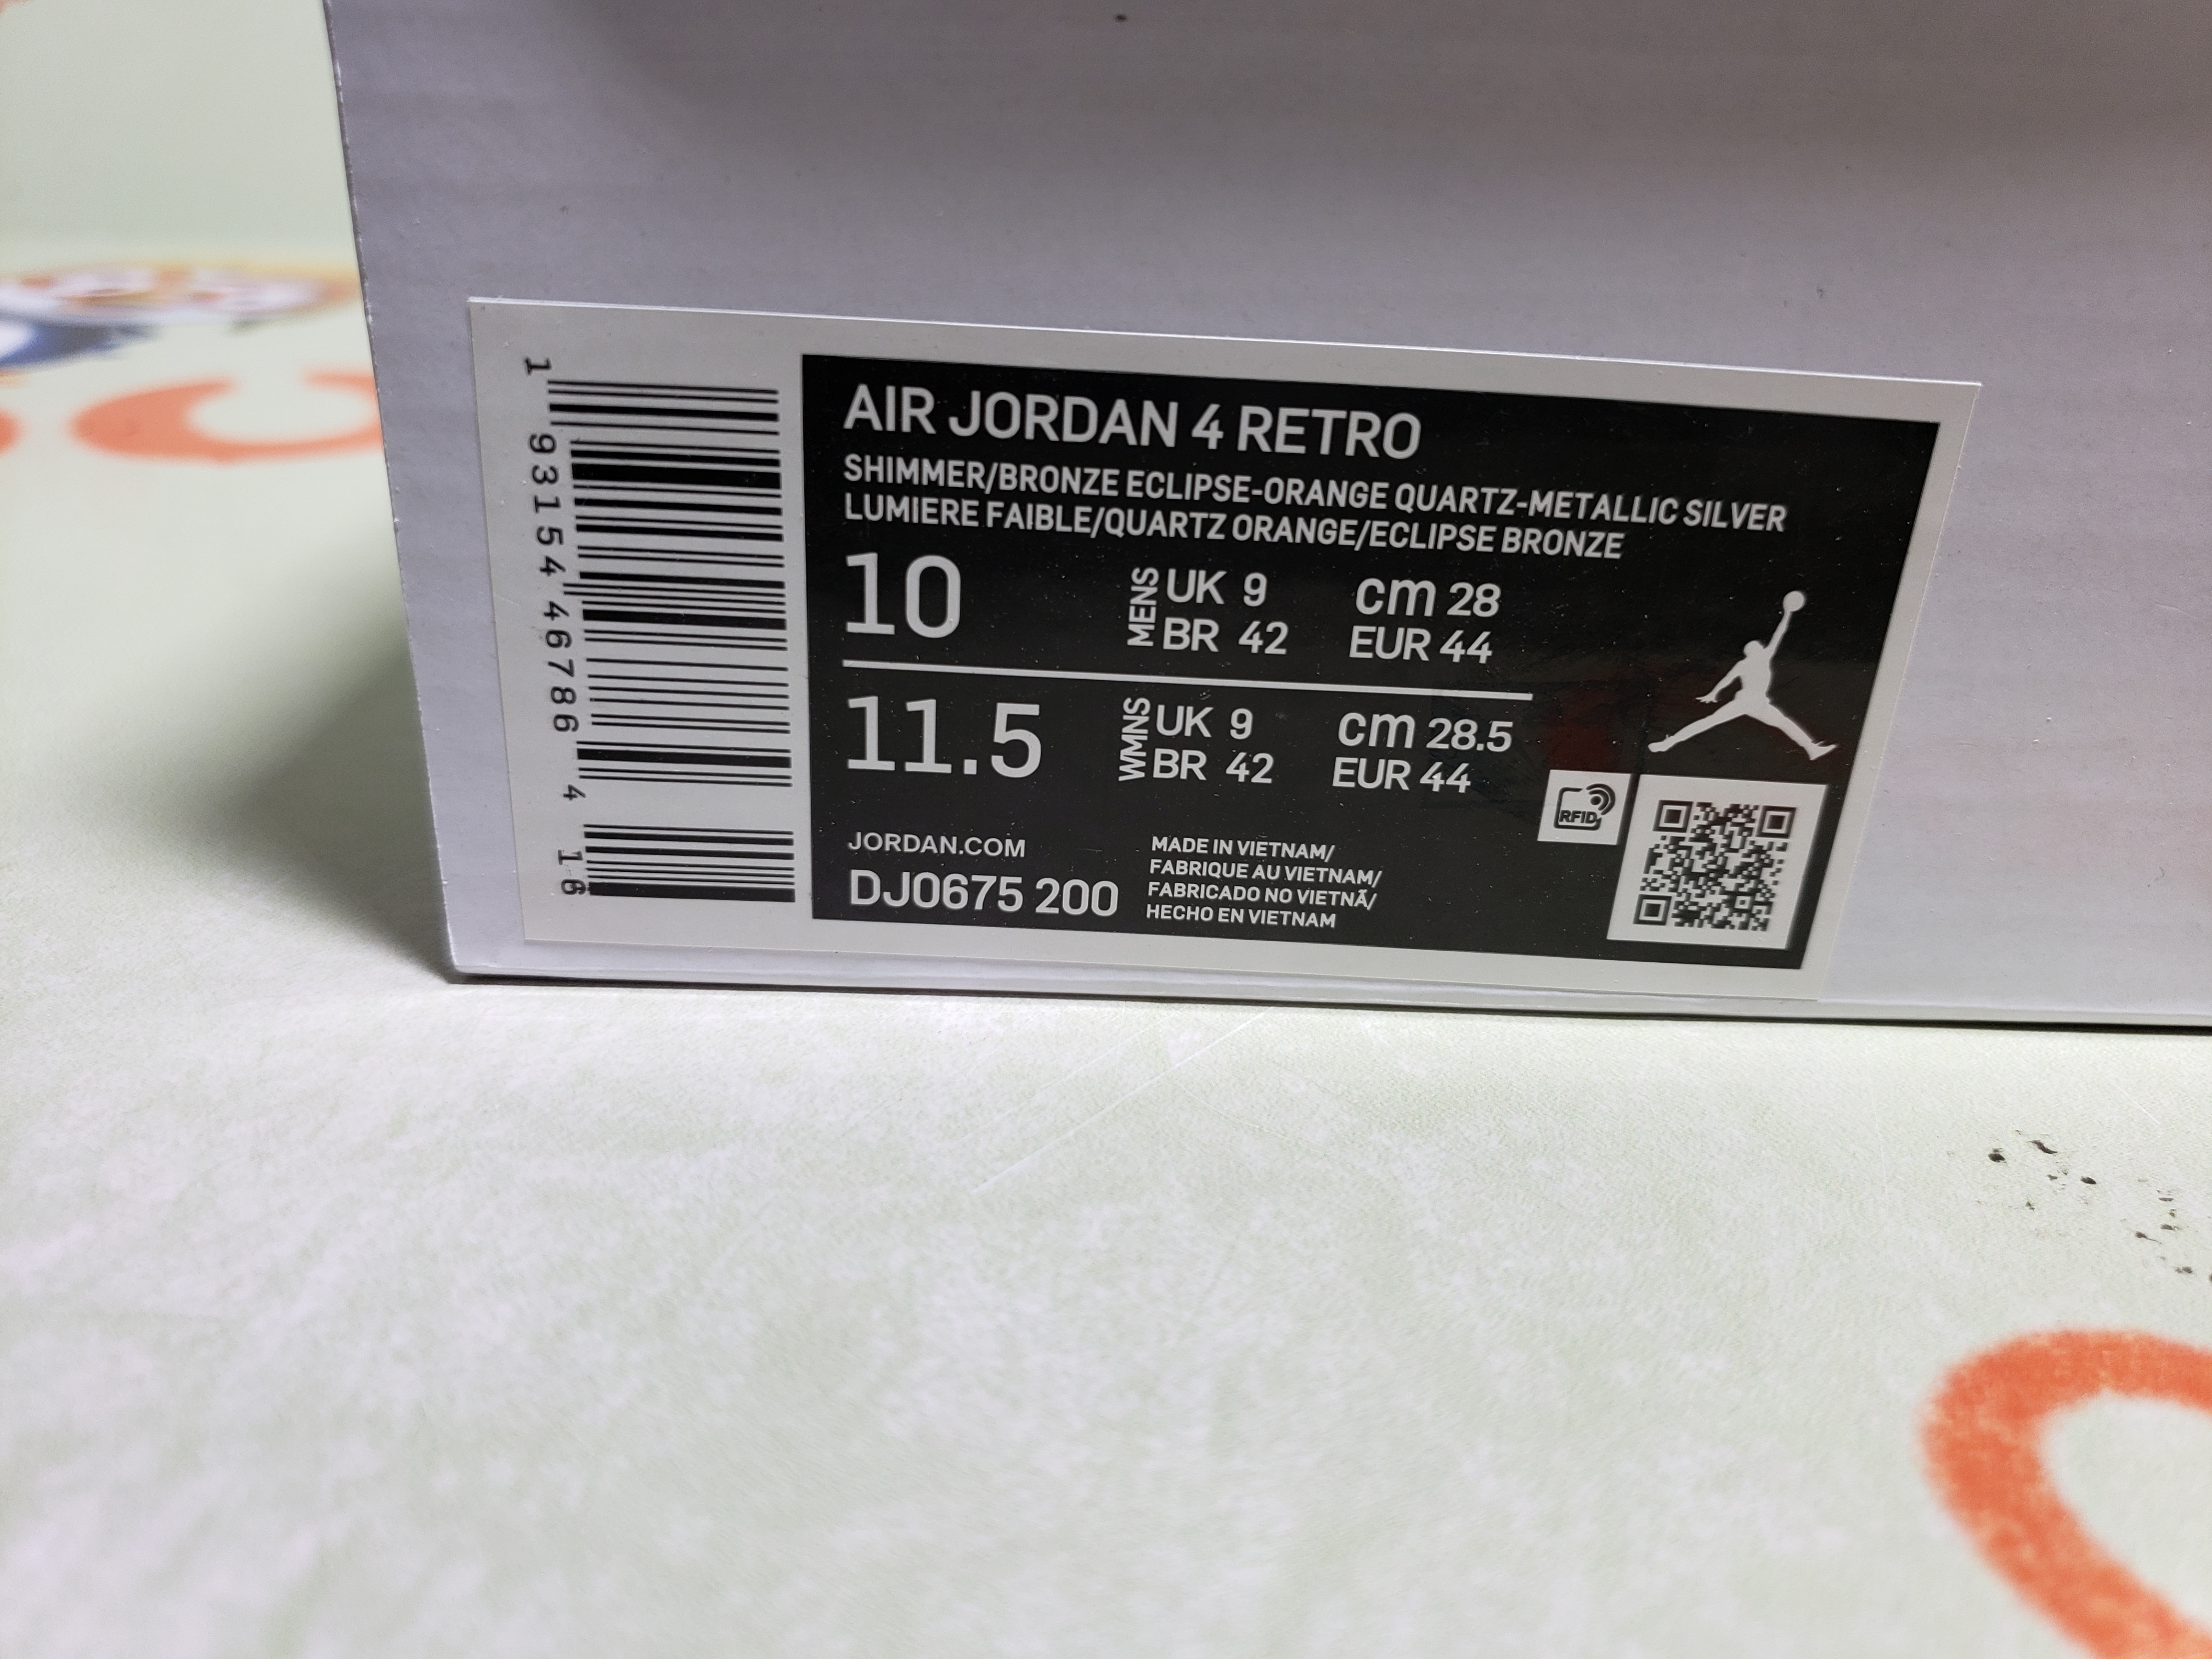 AIR JORDAN 4 RETRO
SHIMMER/BRONZE ECLIPSE-ORANGE QUARTZ-METALLIC SILVER
LUMIERE FAIBLE/QUARTZ ORANGE/ECLIPSE BRONZE
10 MENS UK 9 cm 28
BR 42 EUR 44
11.5 WMNS UK 9 cm 28.5
BR 42 EUR 44
RFID
JORDAN.COM
DJ0675 200
MADE IN VIETNAM/
FABRIQUE AU VIETNAM/
FABRICADO NO VIETNÃ/
HECHO EN VIETNAM
1 93154 46786 4 16